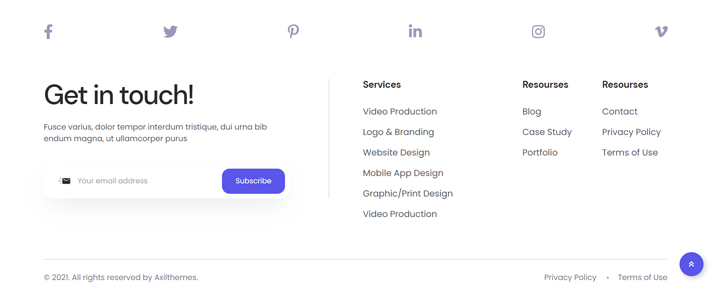 Get in touch!
Fusce varius, dolor tempor interdum tristique, dui urna bib
endum magna, ut ullamcorper purus
Your email address
Subscribe
Services
Video Production
Logo & Branding
Website Design
Mobile App Design
Graphic/Print Design
Video Production
Resourses
Blog
Case Study
Portfolio
Resourses
Contact
Privacy Policy
Terms of Use
© 2021. All rights reserved by Axilthemes.
Privacy Policy • Terms of Use